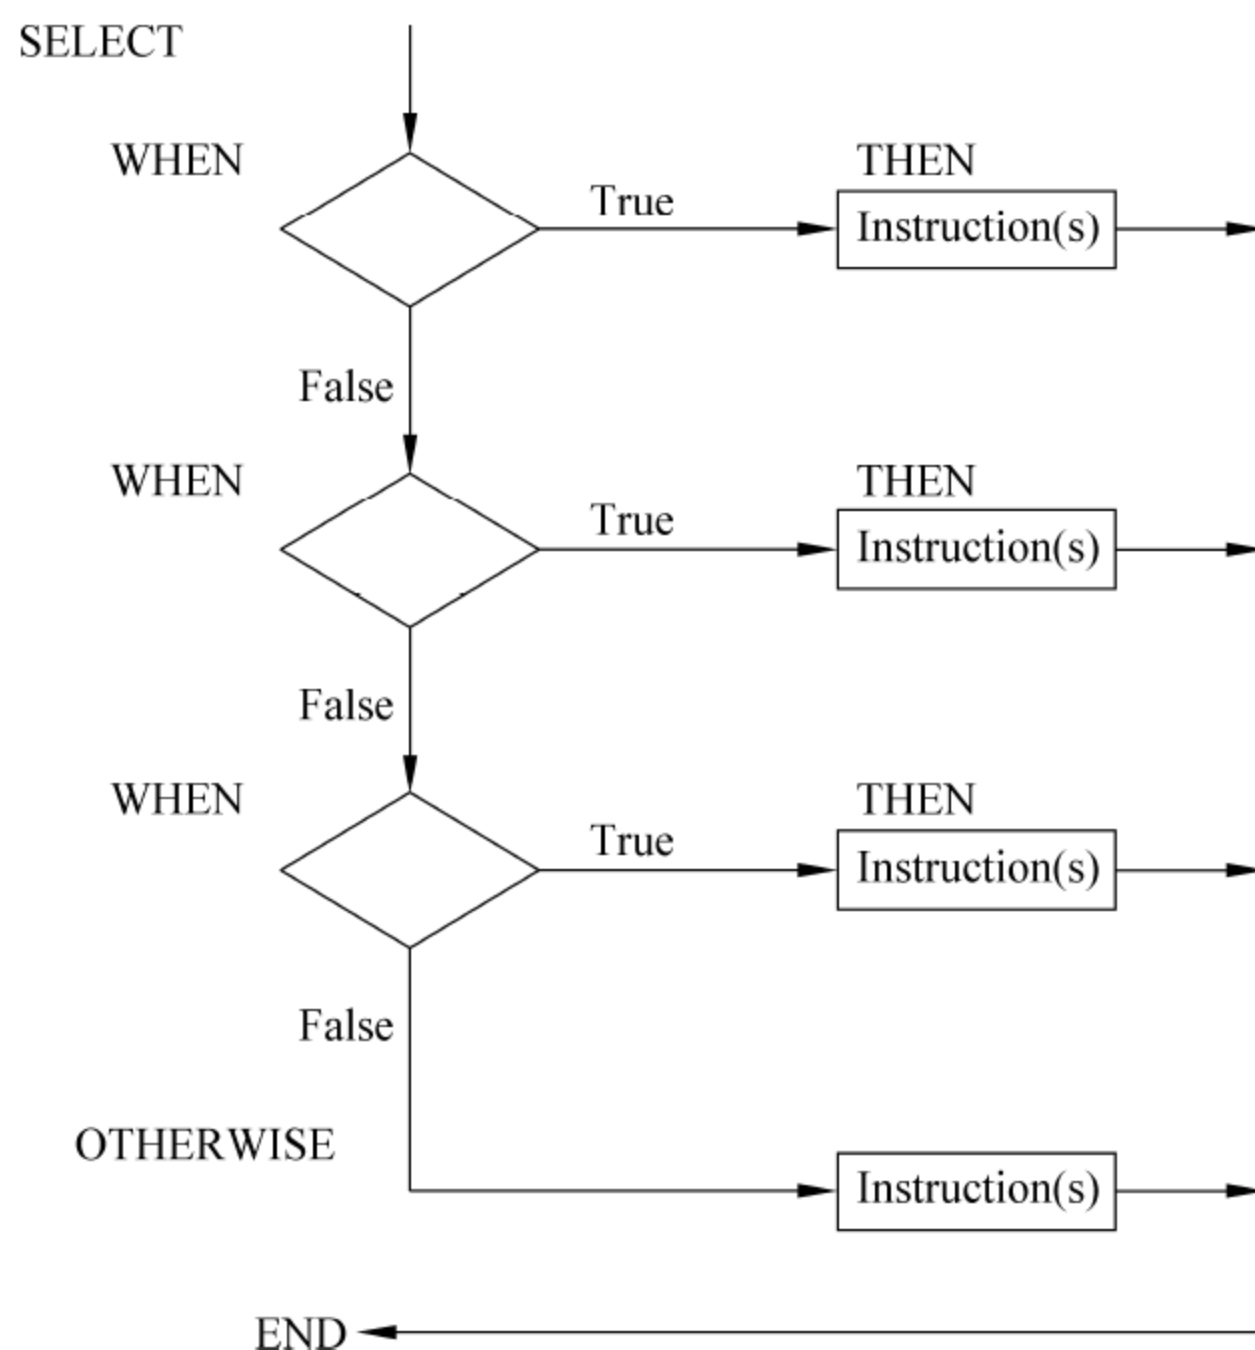 SELECT
WHEN
THEN
True
Instruction(s)
False
WHEN
THEN
True
Instruction(s)
False
WHEN
THEN
True
Instruction(s)
False
OTHERWISE
Instruction(s)
END